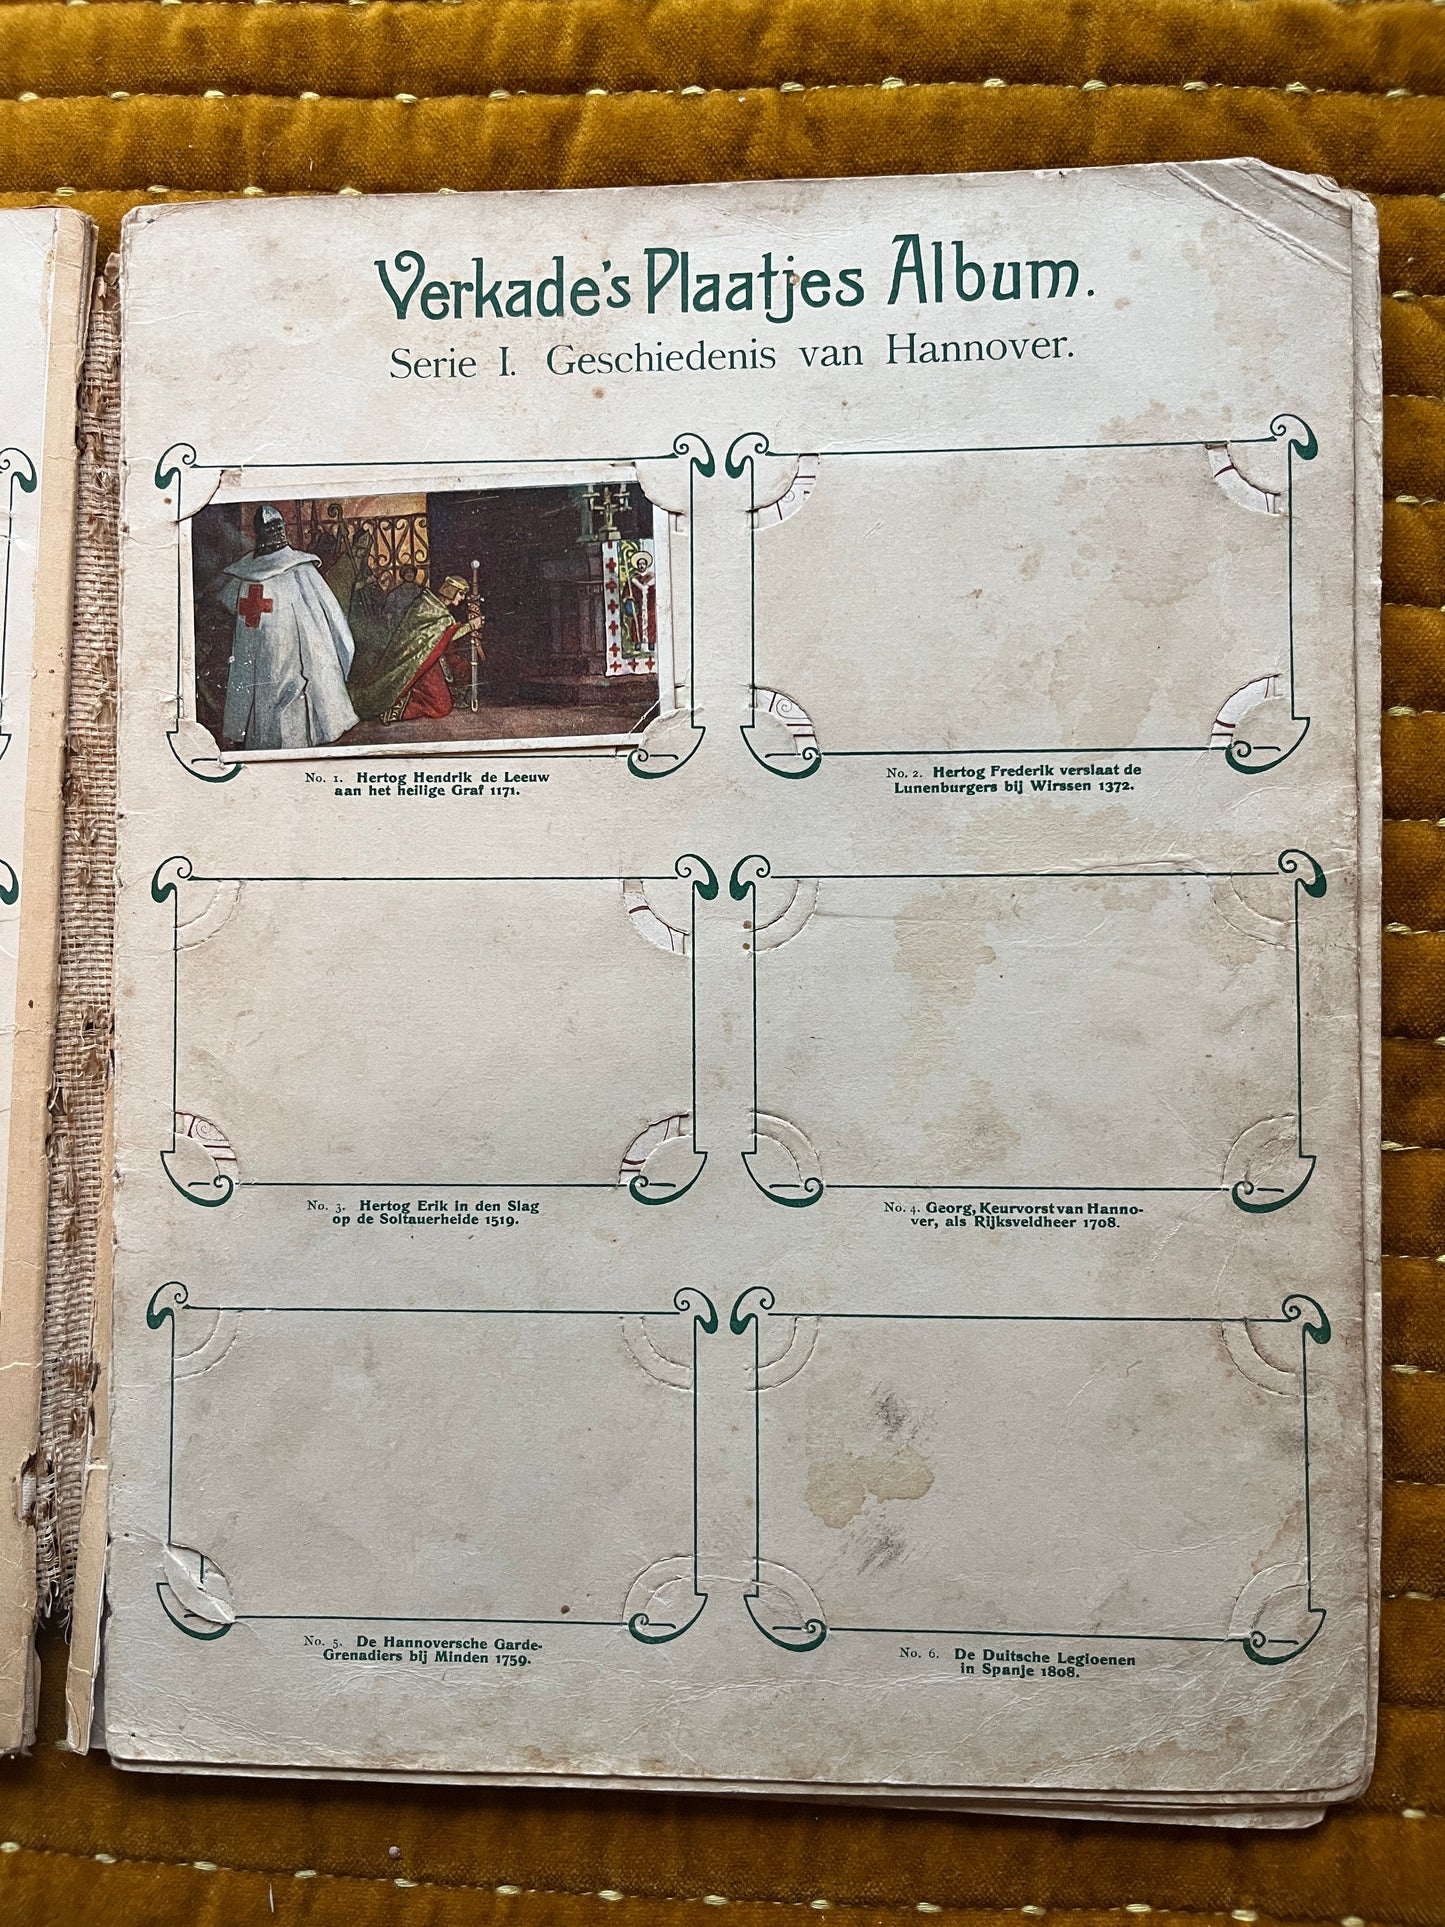 Verkade's Plaatjes Album.
Serie I. Geschiedenis van Hannover.
No. 1. Hertog Hendrik de Leeuw
aan het heilige Graf 1171.
No. 2. Hertog Frederik verslaat de
Lunenburgers bij Wirssen 1372.
No. 3. Hertog Erik in den Slag
op de Soltauerheide 1519.
No. 4. Georg, Keurvorst van Hanno-
ver, als Rijksveldheer 1708.
No. 5. De Hannoversche Garde-
Grenadiers bij Minden 1759.
No. 6. De Duitsche Legioenen
in Spanje 1808.